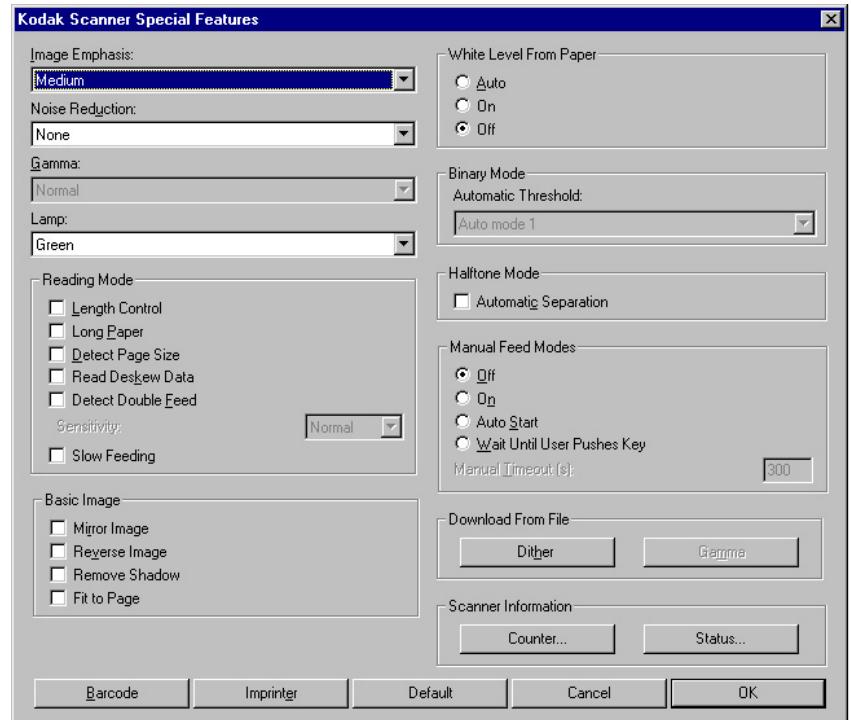 Kodak Scanner Special Features
Image Emphasis:
Medium
Noise Reduction:
None
Gamma:
Normal
Lamp:
Green
Reading Mode
Length Control
Long Paper
Detect Page Size
Read Deskew Data
Detect Double Feed
Sensitivity:
Normal
Slow Feeding
Basic Image
Mirror Image
Reverse Image
Remove Shadow
Fit to Page
White Level From Paper
Auto
On
Off
Binary Mode
Automatic Threshold:
Auto mode 1
Halftone Mode
Automatic Separation
Manual Feed Modes
Off
On
Auto Start
Wait Until User Pushes Key
Manual Timeout (s):
300
Download From File
Dither
Gamma
Scanner Information
Counter...
Status...
Barcode
Imprinter
Default
Cancel
OK